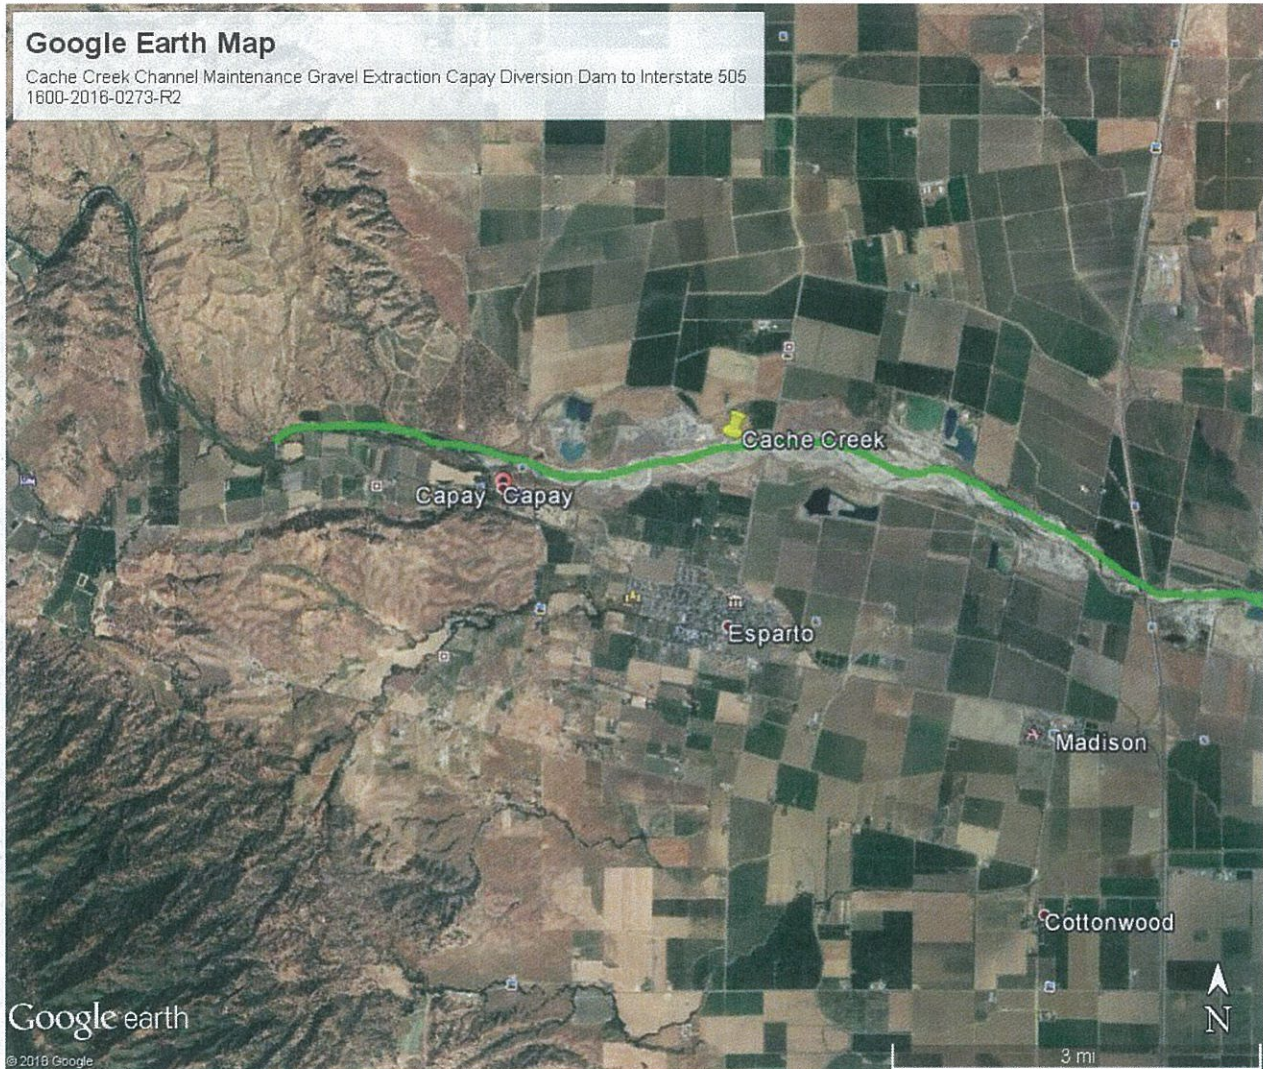 Google Earth Map
Cache Creek Channel Maintenance Gravel Extraction Capay Diversion Dam to Interstate 505
1600-2016-0273-R2
Cache Creek
Capay Capay
Esparto
Madison
Cottonwood
N
Google earth
© 2016 Google
3 mi